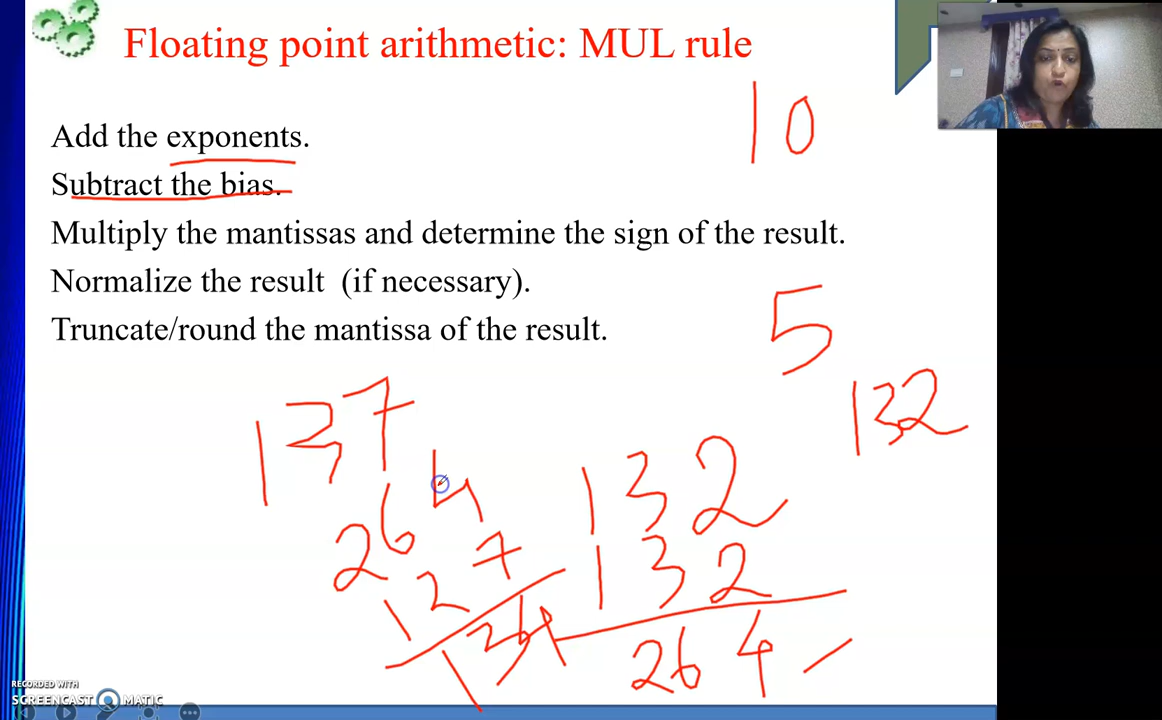 Floating point arithmetic: MUL rule
10
Add the exponents.
Subtract the bias.
Multiply the mantissas and determine the sign of the result.
Normalize the result (if necessary).
Truncate/round the mantissa of the result.
5
132
137
132
264
132
127
264
RECORDED WITH
SCREENCAST MATIC